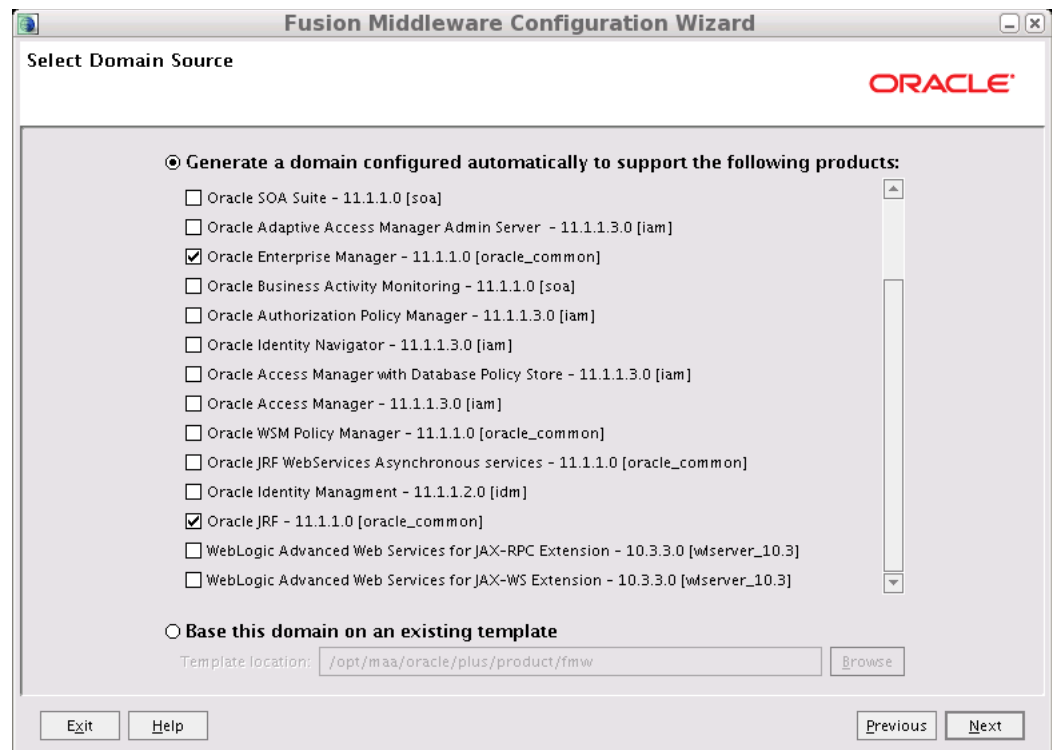 Fusion Middleware Configuration Wizard
Select Domain Source
ORACLE
Generate a domain configured automatically to support the following products:
Oracle SOA Suite - 11.1.1.0 [soa]
Oracle Adaptive Access Manager Admin Server - 11.1.1.3.0 [iam]
Oracle Enterprise Manager - 11.1.1.0 [oracle_common]
Oracle Business Activity Monitoring - 11.1.1.0 [soa]
Oracle Authorization Policy Manager - 11.1.1.3.0 [iam]
Oracle Identity Navigator - 11.1.1.3.0 [iam]
Oracle Access Manager with Database Policy Store - 11.1.1.3.0 [iam]
Oracle Access Manager - 11.1.1.3.0 [iam]
Oracle WSM Policy Manager - 11.1.1.0 [oracle_common]
Oracle JRF WebServices Asynchronous services - 11.1.1.0 [oracle_common]
Oracle Identity Managment - 11.1.1.2.0 [idm]
Oracle JRF - 11.1.1.0 [oracle_common]
WebLogic Advanced Web Services for JAX-RPC Extension - 10.3.3.0 [wlserver_10.3]
WebLogic Advanced Web Services for JAX-WS Extension - 10.3.3.0 [wlserver_10.3]
Base this domain on an existing template
Template location: /opt/maa/oracle/plus/product/fmw Browse
Exit Help Previous Next